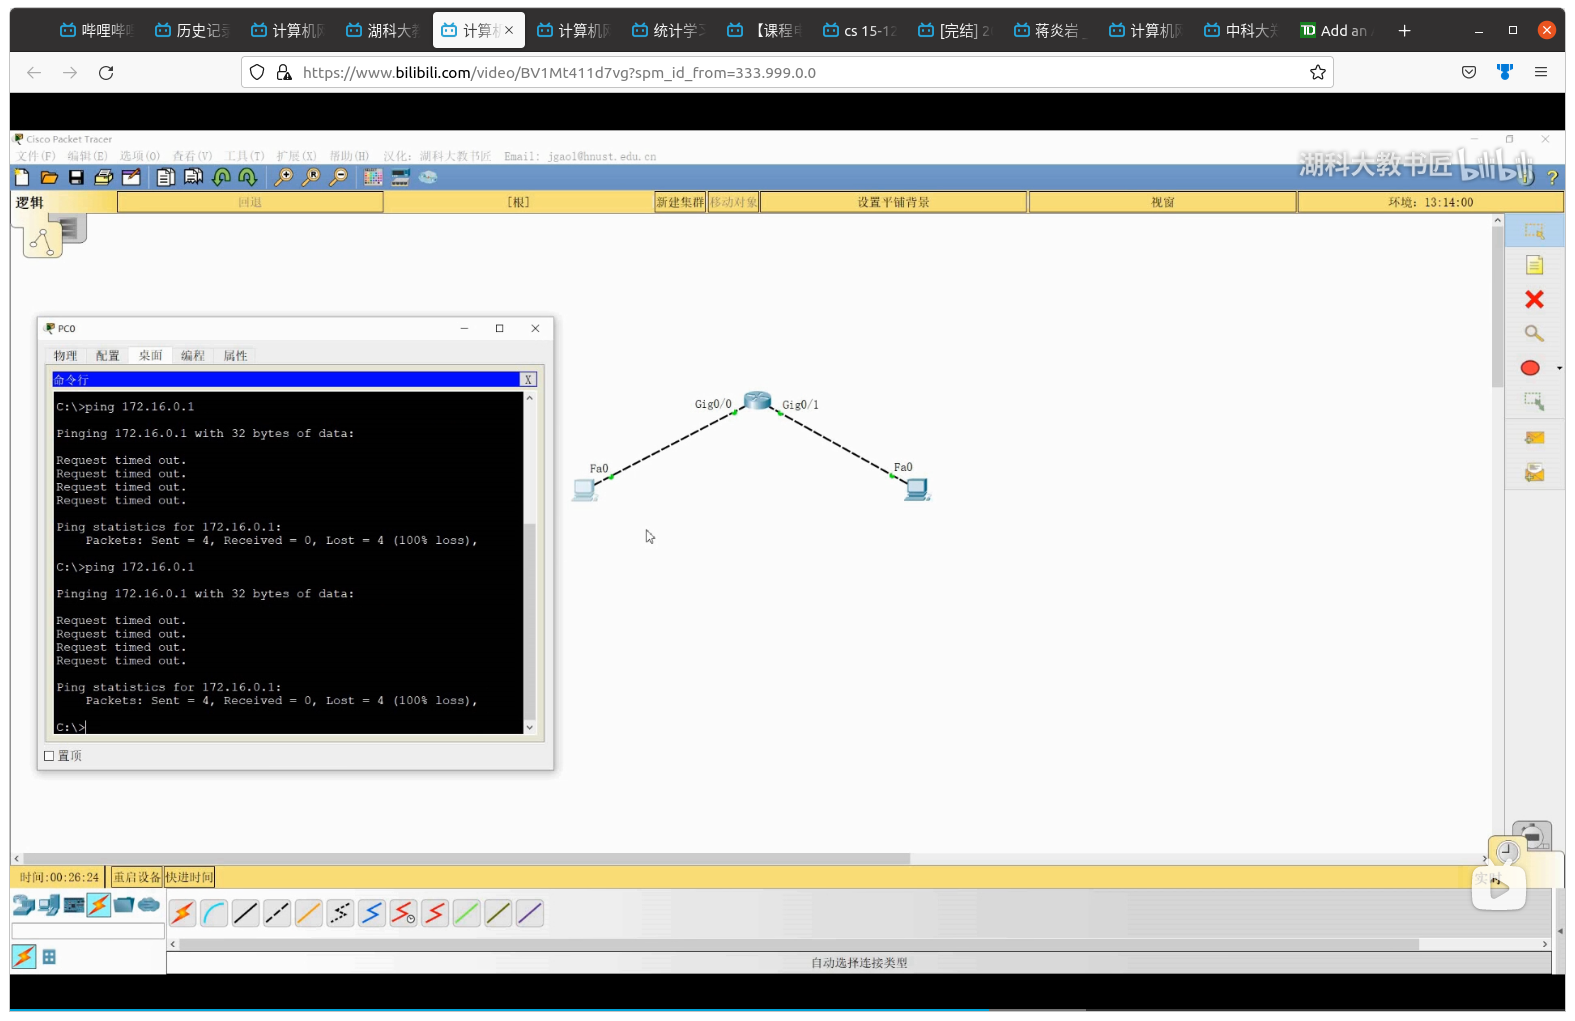 哔哩哔
历史记
计算机
湖科大
计算
计算机
统计学
【课程
cs 15-12
[完结] 2
蒋炎岩
计算机
中科大
Add an
https://www.bilibili.com/video/BV1Mt411d7vg?spm_id_from=333.999.0.0
Cisco Packet Tracer
文件(F) 编辑(E) 选项(O) 查看(V) 工具(T) 扩展(X) 帮助(H) 汉化: 湖科大教书匠 Email: jgaol@hnust.edu.cn
湖科大教书匠 bilibili
逻辑 回退 [根] 新建集群 移动对象 设置平铺背景 视窗 环境: 13:14:00
PC0
物理 配置 桌面 编程 属性
命令行 X
C:\>ping 172.16.0.1
Pinging 172.16.0.1 with 32 bytes of data:
Request timed out.
Request timed out.
Request timed out.
Request timed out.
Ping statistics for 172.16.0.1:
Packets: Sent = 4, Received = 0, Lost = 4 (100% loss),
C:\>ping 172.16.0.1
Pinging 172.16.0.1 with 32 bytes of data:
Request timed out.
Request timed out.
Request timed out.
Request timed out.
Ping statistics for 172.16.0.1:
Packets: Sent = 4, Received = 0, Lost = 4 (100% loss),
C:\>
置顶
Gig0/0 Gig0/1
Fa0 Fa0
时间:00:26:24 重启设备 快进时间
实时
自动选择连接类型